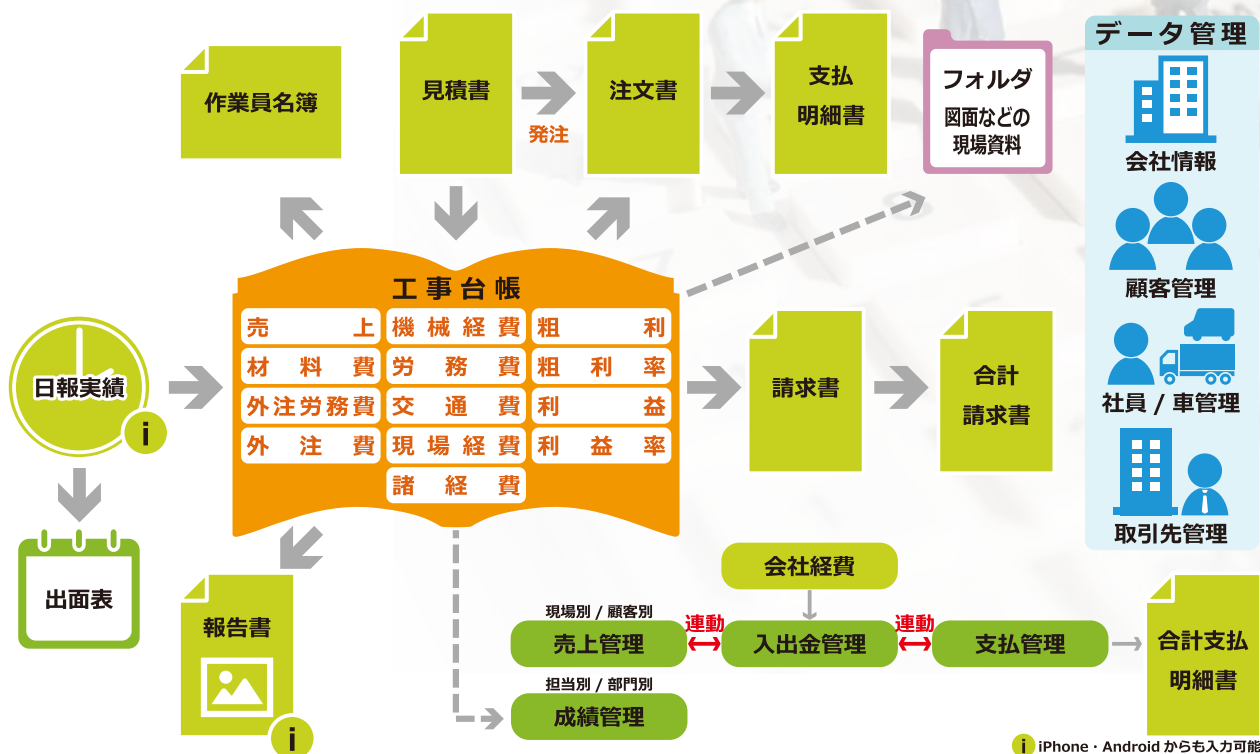 データ管理
作業員名簿
見積書
発注
注文書
支払
明細書
フォルダ
図面などの
現場資料
会社情報
顧客管理
社員 / 車管理
取引先管理
工事台帳
売上
機械経費
粗利
材料費
労務費
粗利率
外注労務費
交通費
利益
外注費
現場経費
利益率
諸経費
日報実績
i
請求書
合計
請求書
出面表
報告書
i
会社経費
現場別 / 顧客別
売上管理
連動
入出金管理
連動
支払管理
合計支払
明細書
担当別 / 部門別
成績管理
i iPhone・Android からも入力可能